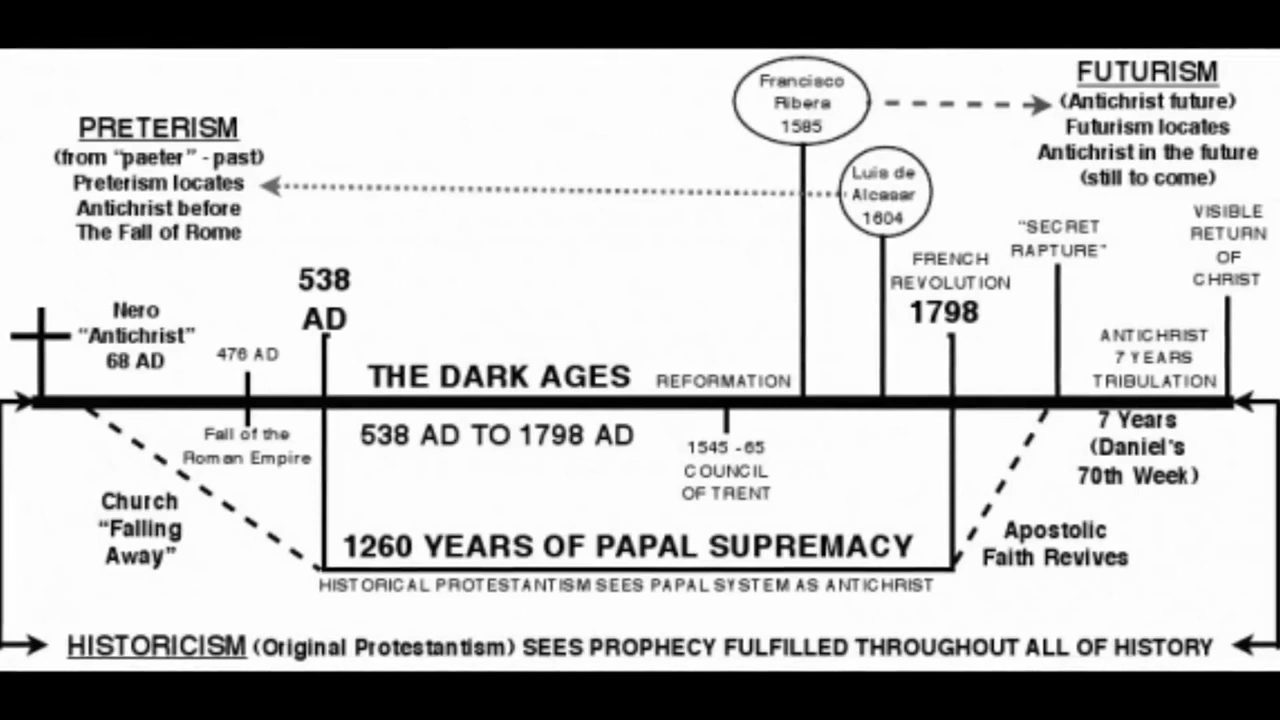 PRETERISM
(from “paeter” - past)
Preterism locates
Antichrist before
The Fall of Rome
Francisco
Ribera
1585
Luis de
Alcasar
1604
FUTURISM
(Antichrist future)
Futurism locates
Antichrist in the future
(still to come)
Nero
“Antichrist”
68 AD
476 AD
Fall of the
Roman Empire
538
AD
THE DARK AGES
538 AD TO 1798 AD
REFORMATION
1545 -65
COUNCIL
OF TRENT
FRENCH
REVOLUTION
1798
“SECRET
RAPTURE”
VISIBLE
RETURN
OF
CHRIST
ANTICHRIST
7 YEARS
TRIBULATION
7 Years
(Daniel's
70th Week)
Church
“Falling
Away”
1260 YEARS OF PAPAL SUPREMACY
HISTORICAL PROTESTANTISM SEES PAPAL SYSTEM AS ANTICHRIST
Apostolic
Faith Revives
HISTORICISM (Original Protestantism) SEES PROPHECY FULFILLED THROUGHOUT ALL OF HISTORY